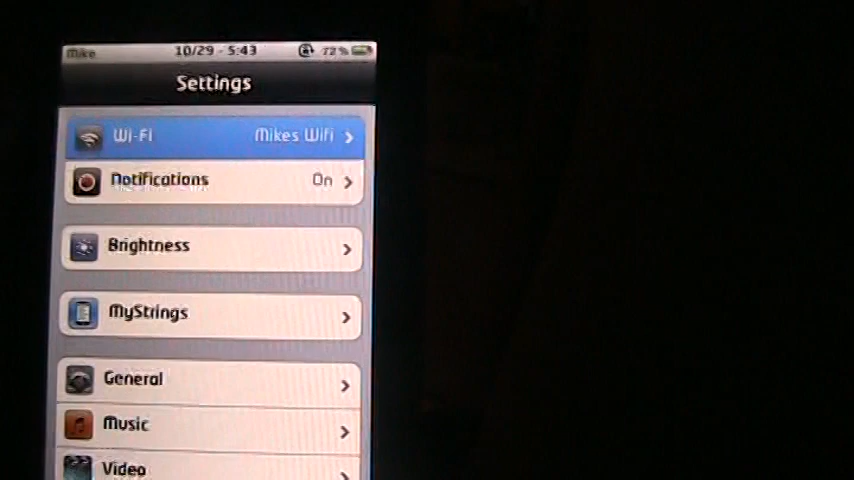 Mike 10/29 - 5:43 72%
Settings
Wi-Fi Mikes Wifi
Notifications On
Brightness
MyStrings
General
Music
Video